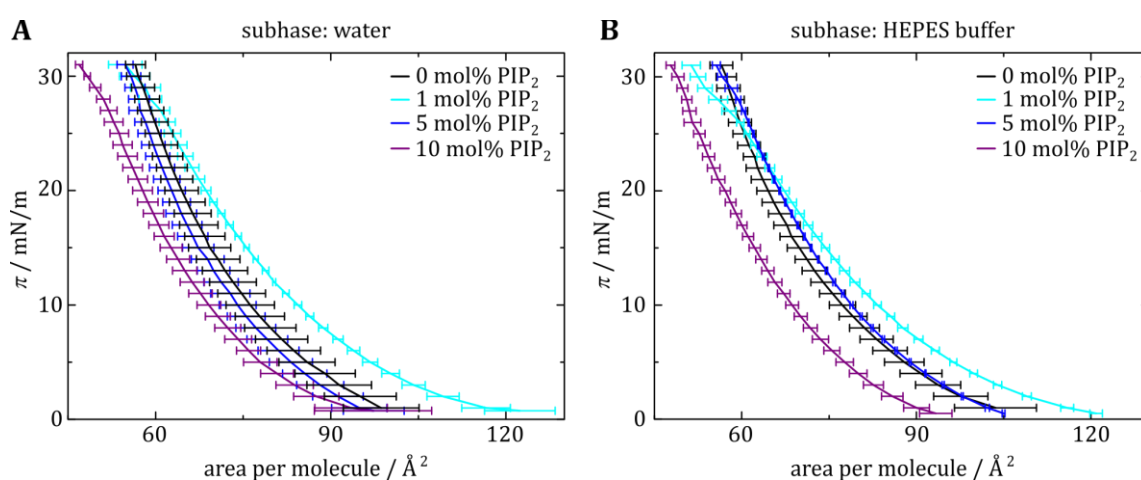 A
subhase: water
30
20
10
0
60
90
120
π / mN/m
area per molecule / Å²
0 mol% PIP₂
1 mol% PIP₂
5 mol% PIP₂
10 mol% PIP₂
B
subhase: HEPES buffer
30
20
10
0
60
90
120
π / mN/m
area per molecule / Å²
0 mol% PIP₂
1 mol% PIP₂
5 mol% PIP₂
10 mol% PIP₂